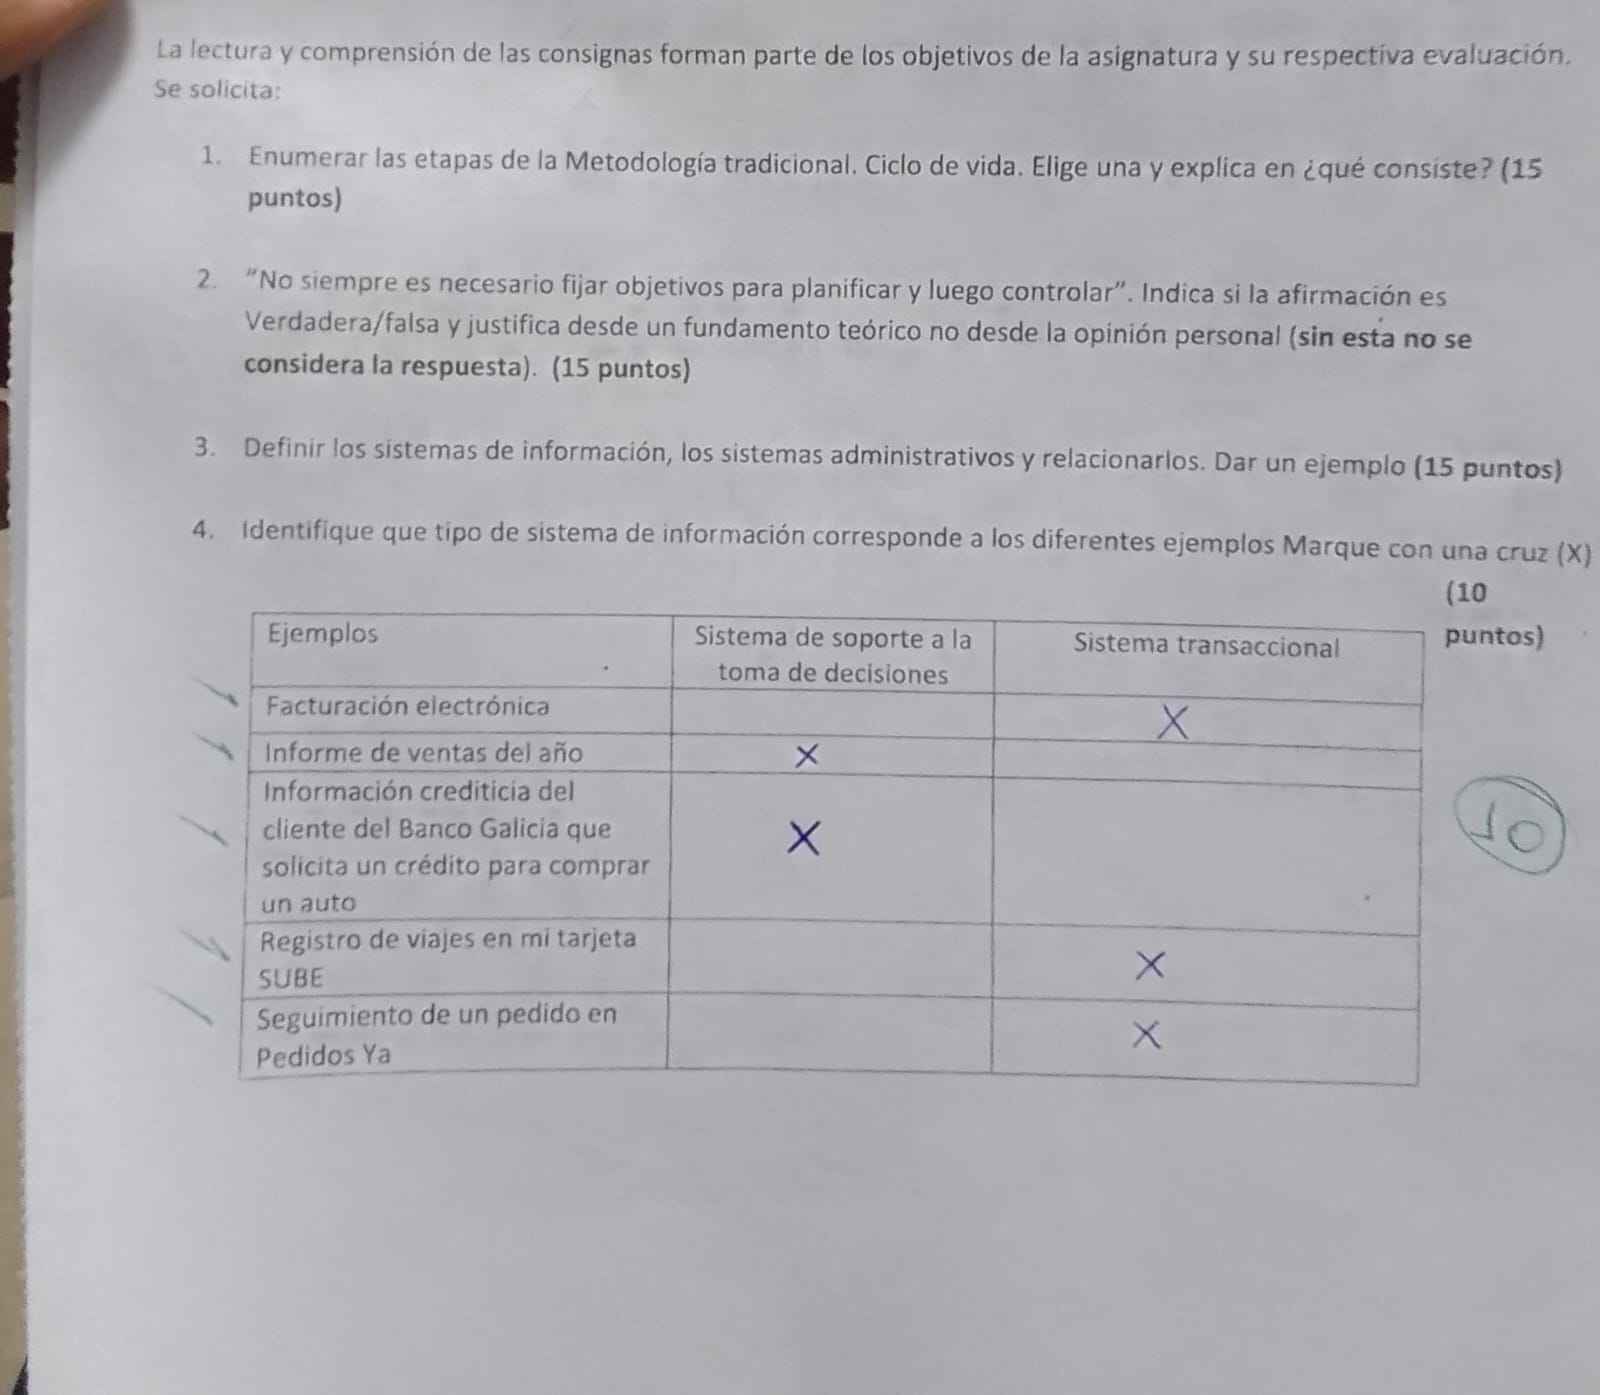 La lectura y comprensión de las consignas forman parte de los objetivos de la asignatura y su respectiva evaluación.
Se solicita:
1. Enumerar las etapas de la Metodología tradicional. Ciclo de vida. Elige una y explica en ¿qué consiste? (15
puntos)
2. "No siempre es necesario fijar objetivos para planificar y luego controlar". Indica si la afirmación es
Verdadera/falsa y justifica desde un fundamento teórico no desde la opinión personal (sin esta no se
considera la respuesta). (15 puntos)
3. Definir los sistemas de información, los sistemas administrativos y relacionarlos. Dar un ejemplo (15 puntos)
4. Identifique que tipo de sistema de información corresponde a los diferentes ejemplos Marque con una cruz (X)
(10
puntos)
Ejemplos Sistema de soporte a la Sistema transaccional
toma de decisiones
Facturación electrónica X
Informe de ventas del año X
Información crediticia del
cliente del Banco Galicia que X
solicita un crédito para comprar
un auto
10
Registro de viajes en mi tarjeta
SUBE X
Seguimiento de un pedido en X
Pedidos Ya